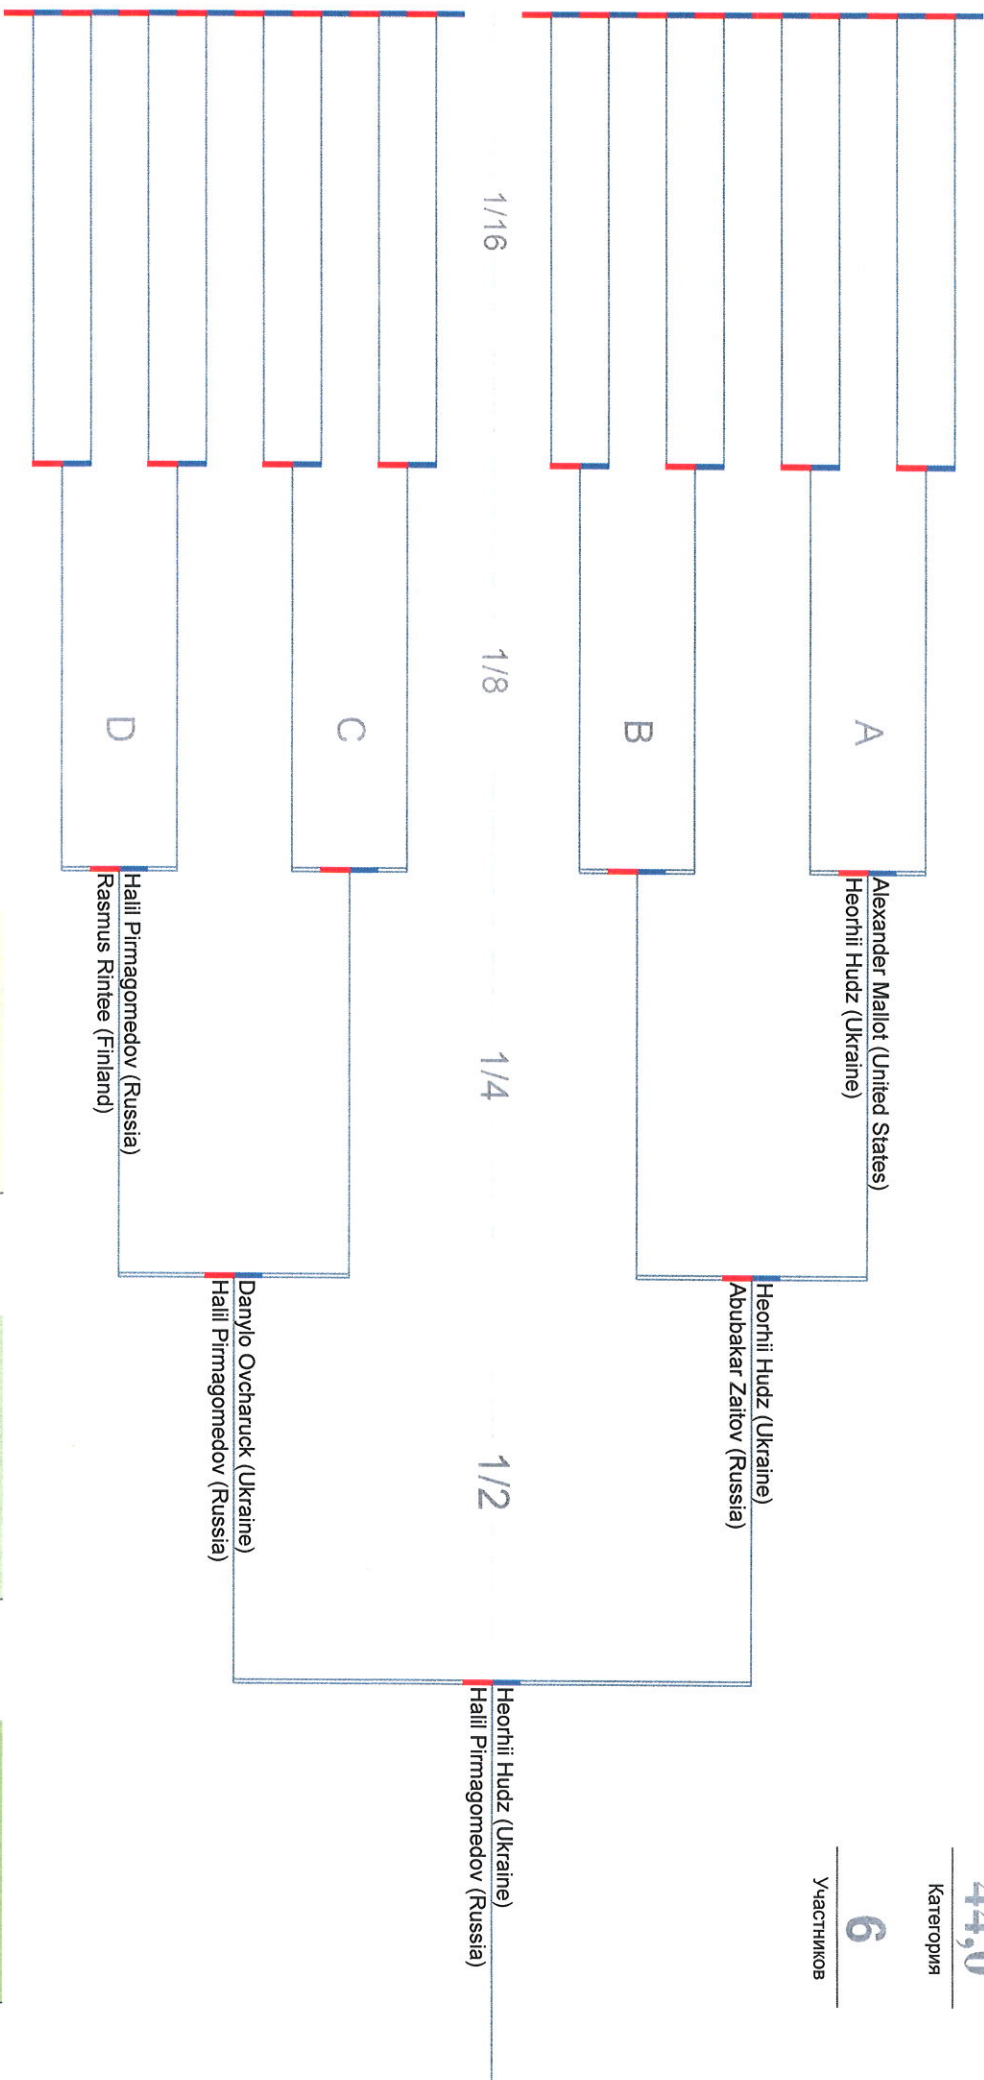 44,0
Категория
6
Участников
1/16
1/8
1/4
1/2
A
B
C
D
Alexander Mallot (United States)
Heorhii Hudz (Ukraine)
Halil Pirmagomedov (Russia)
Rasmus Rintee (Finland)
Heorhii Hudz (Ukraine)
Abubakar Zaitov (Russia)
Danylo Ovcharuck (Ukraine)
Halil Pirmagomedov (Russia)
Heorhii Hudz (Ukraine)
Halil Pirmagomedov (Russia)